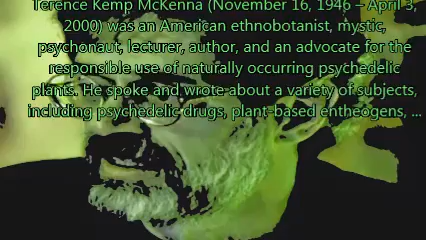 Terence Kemp McKenna (November 16, 1946 – April 3,
2000) was an American ethnobotanist, mystic,
psychonaut, lecturer, author, and an advocate for the
responsible use of naturally occurring psychedelic
plants. He spoke and wrote about a variety of subjects,
including psychedelic drugs, plant-based entheogens, ...